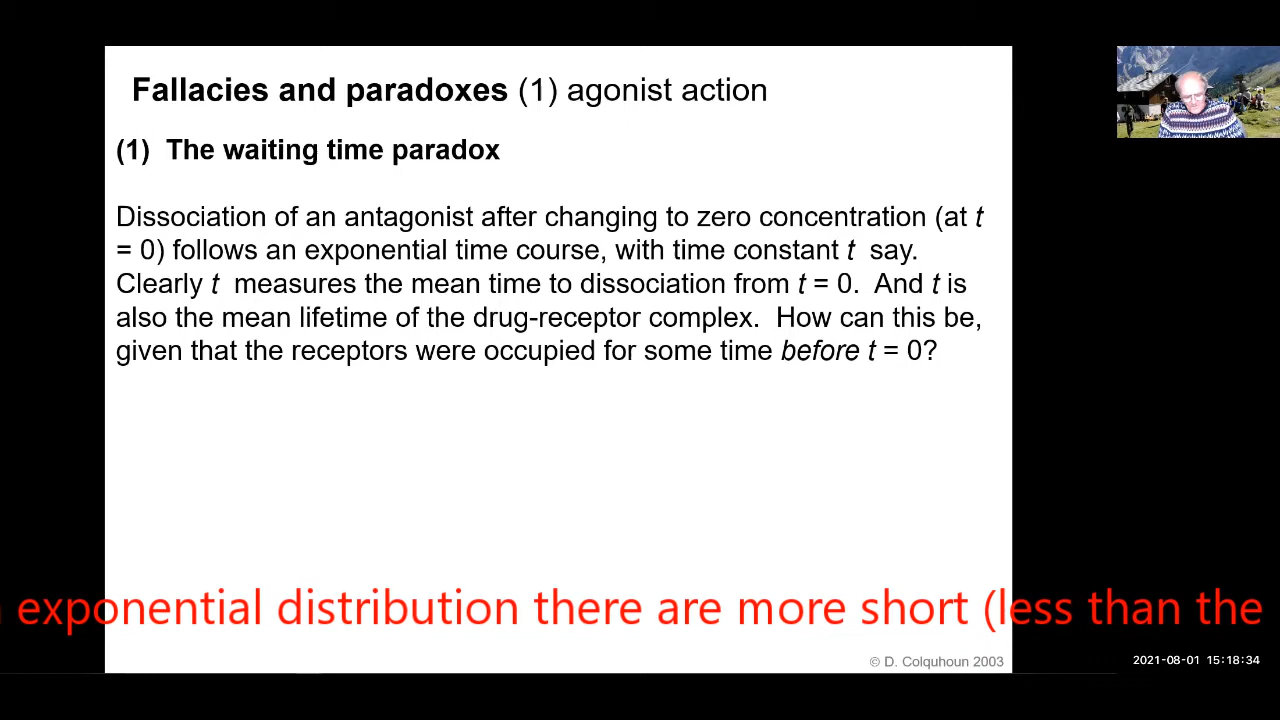 Fallacies and paradoxes (1) agonist action
(1) The waiting time paradox
Dissociation of an antagonist after changing to zero concentration (at t
= 0) follows an exponential time course, with time constant t say.
Clearly t measures the mean time to dissociation from t = 0. And t is
also the mean lifetime of the drug-receptor complex. How can this be,
given that the receptors were occupied for some time before t = 0?
exponential distribution there are more short (less than the
© D. Colquhoun 2003
2021-08-01 15:18:34